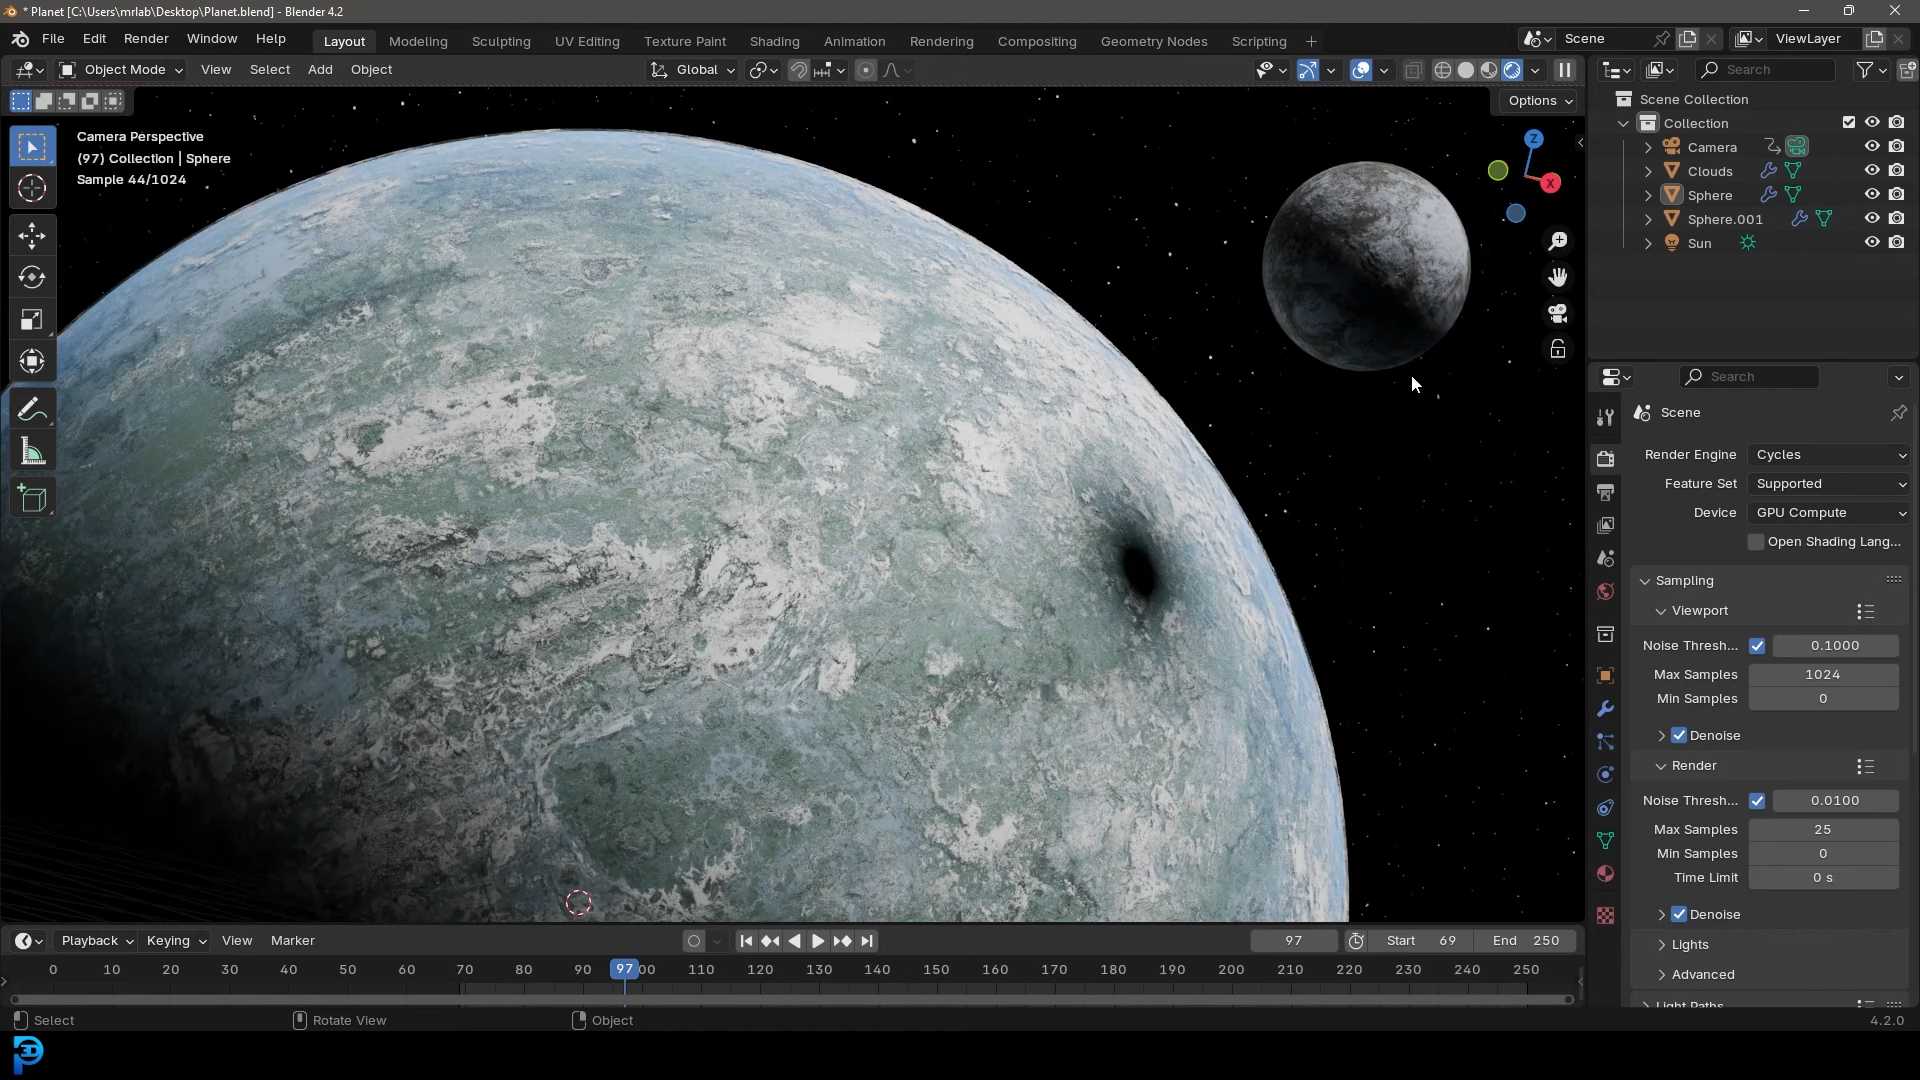 * Planet [C:\Users\mrlab\Desktop\Planet.blend] - Blender 4.2
File Edit Render Window Help Layout Modeling Sculpting UV Editing Texture Paint Shading Animation Rendering Compositing Geometry Nodes Scripting + Scene ViewLayer
Object Mode View Select Add Object Global Search
Options
Camera Perspective
(97) Collection | Sphere
Sample 44/1024
Z
X
Scene Collection
Collection
Camera
Clouds
Sphere
Sphere.001
Sun
Search
Scene
Render Engine Cycles
Feature Set Supported
Device GPU Compute
Open Shading Lang...
Sampling
Viewport
Noise Thresh... 0.1000
Max Samples 1024
Min Samples 0
Denoise
Render
Noise Thresh... 0.0100
Max Samples 25
Min Samples 0
Time Limit 0 s
Denoise
Lights
Advanced
Light Paths
Playback Keying View Marker 97 Start 69 End 250
0 10 20 30 40 50 60 70 80 90 97 00 110 120 130 140 150 160 170 180 190 200 210 220 230 240 250
Select Rotate View Object 4.2.0